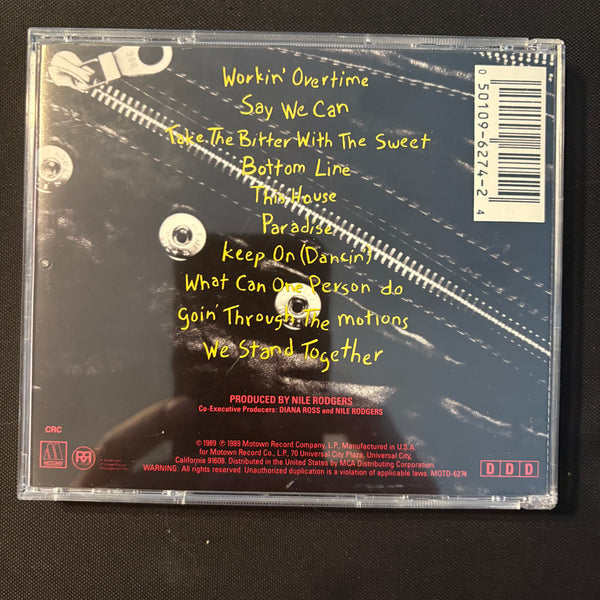 Workin' Overtime
Say We Can
Take The Bitter With The Sweet
Bottom Line
This House
Paradise
Keep On (Dancin')
What Can One Person do
goin' Through The motions
We Stand Together
0 50109-6274-2 4
PRODUCED BY NILE RODGERS
Co-Executive Producers: DIANA ROSS and NILE RODGERS
CRC
MOTOWN
©1989 ℗1989 Motown Record Company, L.P. Manufactured in U.S.A.
for Motown Record Co., L.P., 70 Universal City Plaza, Universal City,
California 91608. Distributed in the United States by MCA Distributing Corporation.
WARNING: All rights reserved. Unauthorized duplication is a violation of applicable laws. MOTD-6274
D D D